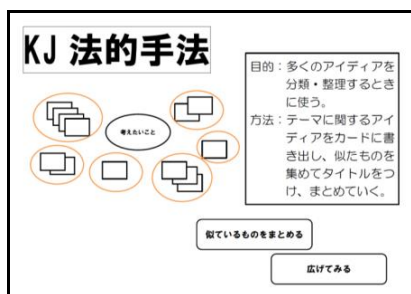 KJ 法的手法
考えたいこと
目的：多くのアイディアを
分類・整理するとき
に使う。
方法：テーマに関するアイ
ディアをカードに書
き出し、似たものを
集めてタイトルをつ
け、まとめていく。
似ているものをまとめる
広げてみる